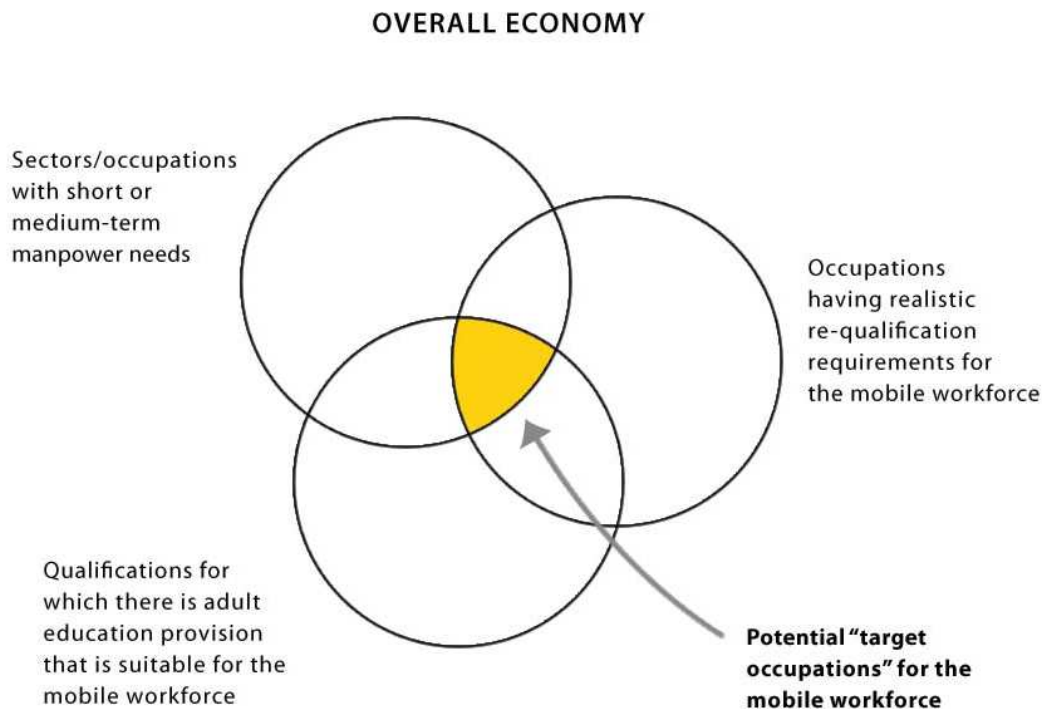 OVERALL ECONOMY
Sectors/occupations
with short or
medium-term
manpower needs
Occupations
having realistic
re-qualification
requirements for
the mobile workforce
Qualifications for
which there is adult
education provision
that is suitable for the
mobile workforce
Potential “target
occupations” for the
mobile workforce